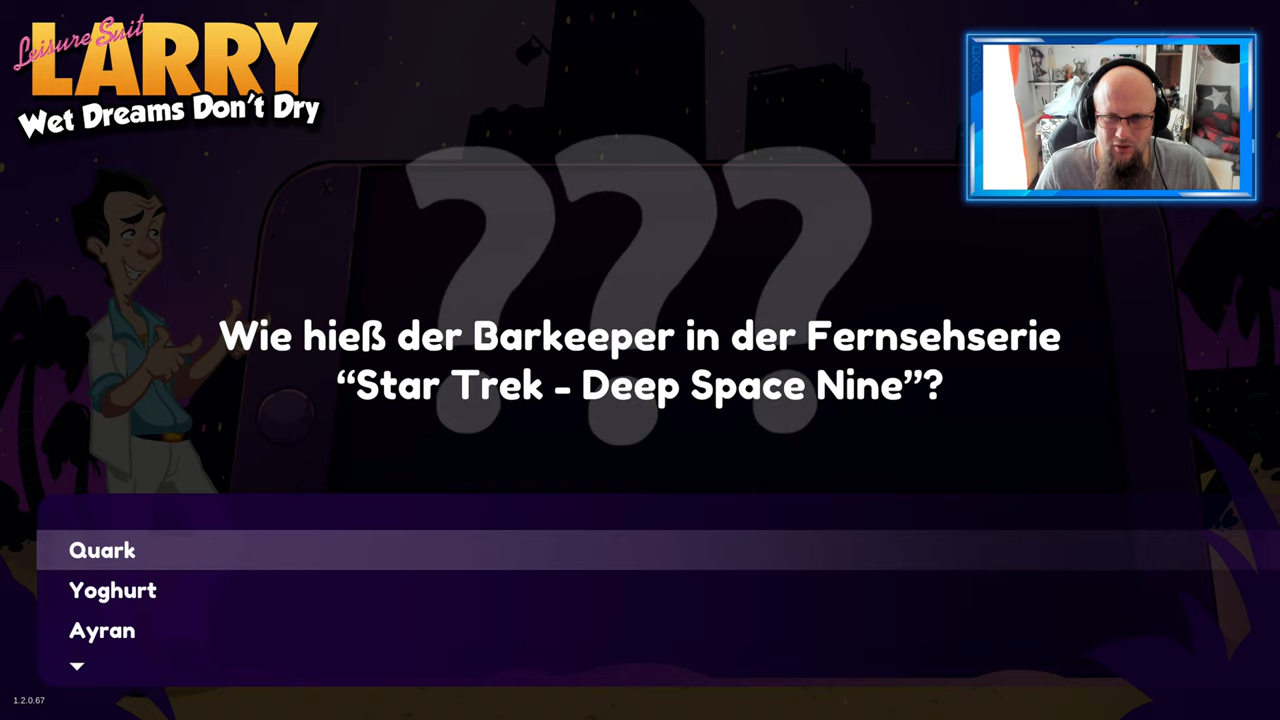 Leisure Suit
LARRY
Wet Dreams Don't Dry
Wie hieß der Barkeeper in der Fernsehserie
“Star Trek - Deep Space Nine”?
Quark
Yoghurt
Ayran
1.2.0.67